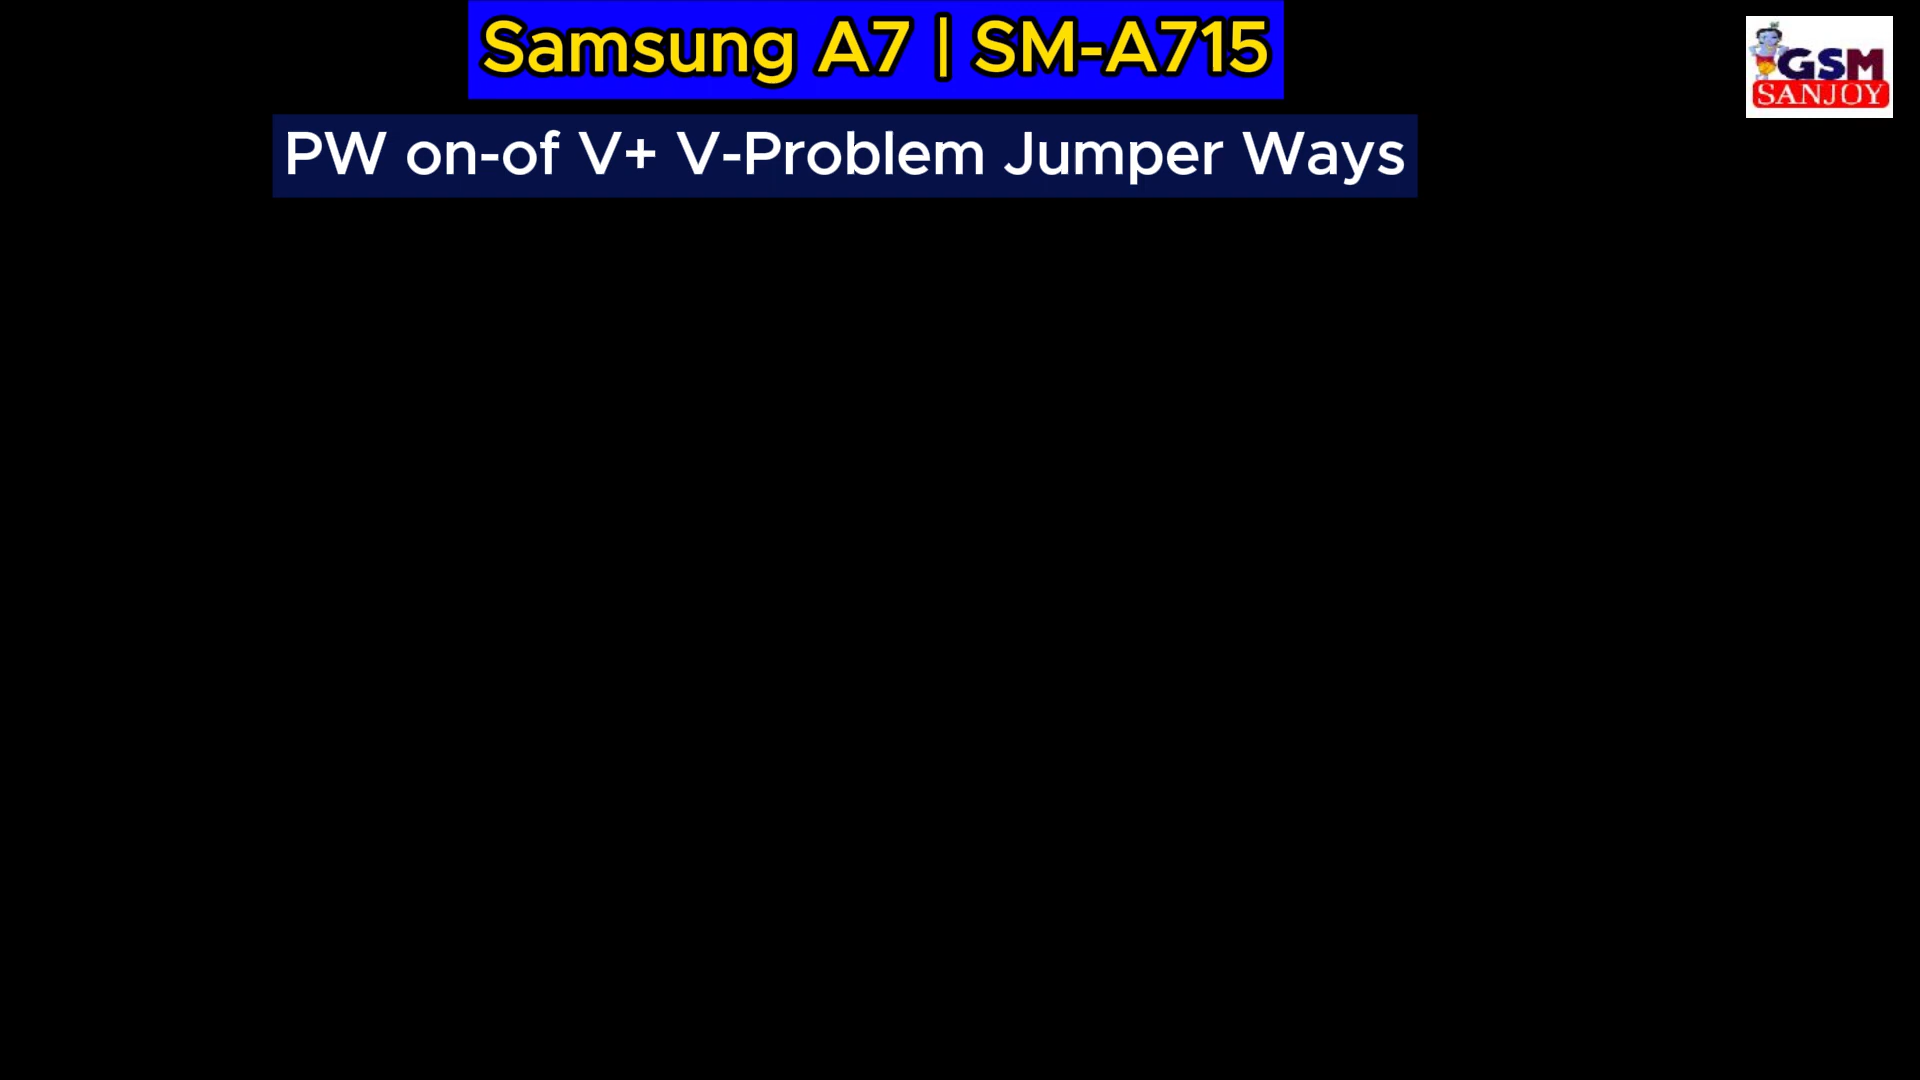 Samsung A7 | SM-A715
GSM
SANJOY
PW on-of V+ V-Problem Jumper Ways